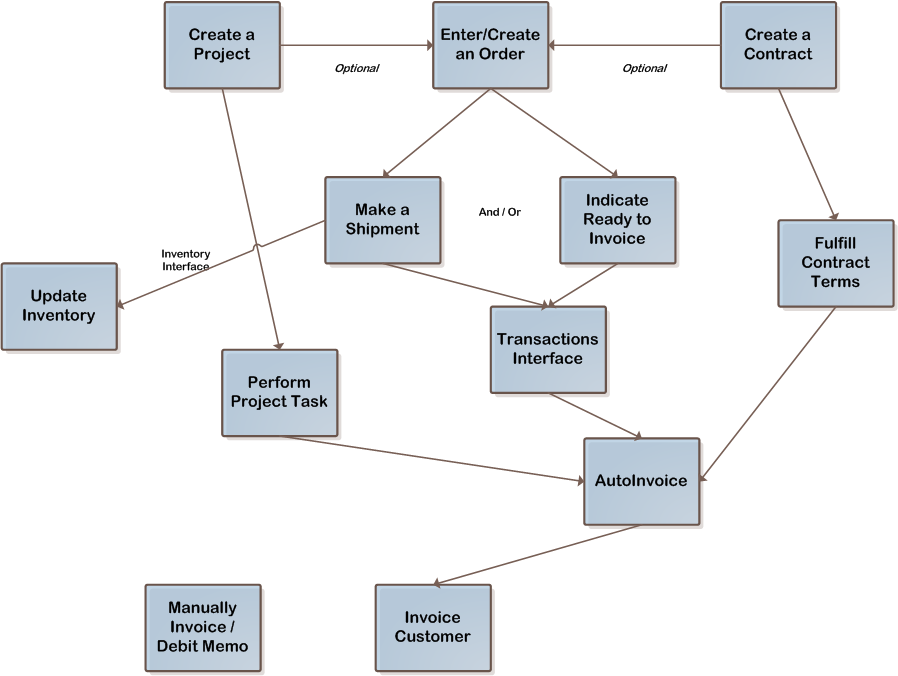 Create a
Project
Optional
Enter/Create
an Order
Optional
Create a
Contract
Make a
Shipment
And / Or
Indicate
Ready to
Invoice
Fulfill
Contract
Terms
Inventory
Interface
Update
Inventory
Transactions
Interface
Perform
Project Task
AutoInvoice
Manually
Invoice /
Debit Memo
Invoice
Customer